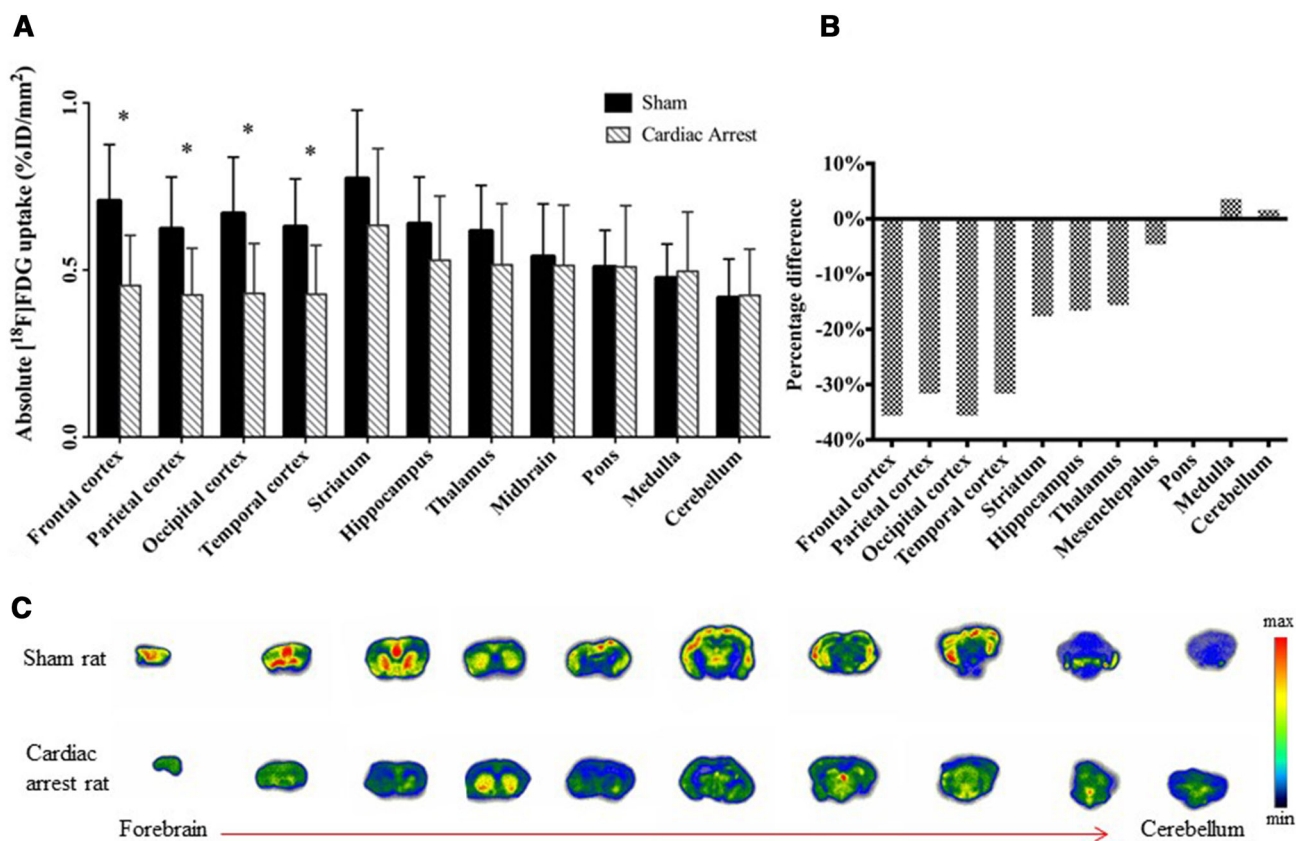 A
B
Absolute [¹⁸F]FDG uptake (%ID/mm²)
1.0
0.5
0.0
* * * *
Sham
Cardiac Arrest
Frontal cortex
Parietal cortex
Occipital cortex
Temporal cortex
Striatum
Hippocampus
Thalamus
Midbrain
Pons
Medulla
Cerebellum
Percentage difference
10%
0%
-10%
-20%
-30%
-40%
Frontal cortex
Parietal cortex
Occipital cortex
Temporal cortex
Striatum
Hippocampus
Thalamus
Mesenchepalus
Pons
Medulla
Cerebellum
C
Sham rat
Cardiac
arrest rat
Forebrain
Cerebellum
max
min